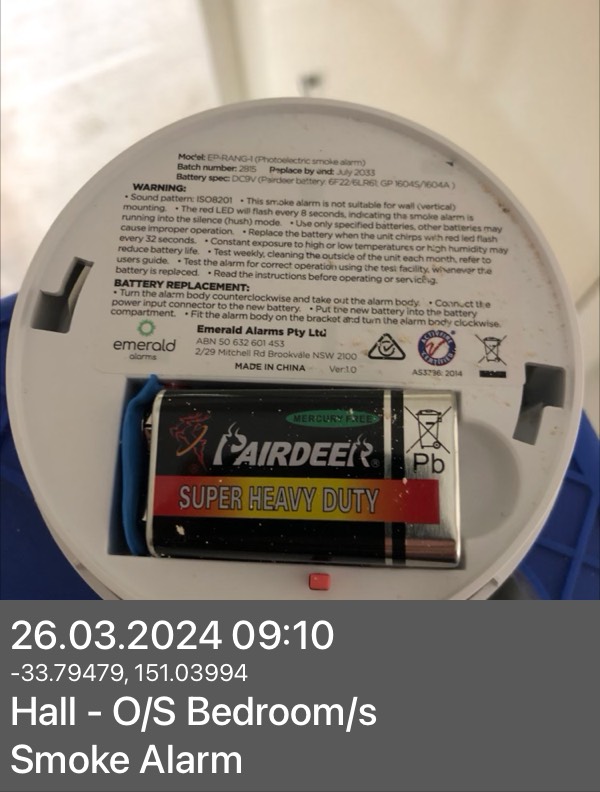 Model: EP-RANG-1 (Photoelectric smoke alarm)
Batch number: 2815 Replace by end: July 2033
Battery spec: DC9V (Pairdeer battery: 6F22;6LR61; GP 1604S/1604A )
WARNING:
• Sound pattern: ISO8201 • This smoke alarm is not suitable for wall (vertical)
mounting. • The red LED will flash every 8 seconds, indicating the smoke alarm is
running into the silence (hush) mode. • Use only specified batteries, other batteries may
cause improper operation. • Replace the battery when the unit chirps with red led flash
every 32 seconds. • Constant exposure to high or low temperatures or high humidity may
reduce battery life. • Test weekly, cleaning outside of the unit each month, refer to
users guide. • Test the alarm for correct operation using the test facility, whenever the
battery is replaced. • Read the instructions before operating or servicing.
BATTERY REPLACEMENT:
• Turn the alarm body counterclockwise and take out the alarm body. • Connuct the
power input connector to the new battery. • Put tne new battery into the battery
compartment. • Fit the alarm body on the bracket and turn the alarm body clockwise.
emerald
alarms
Emerald Alarms Pty Ltd
ABN 50 632 601 453
2/29 Mitchell Rd Brookvale NSW 2100
MADE IN CHINA Ver:1.0
AS3786: 2014
MERCURY FREE
PAIRDEER®
SUPER HEAVY DUTY
Pb
26.03.2024 09:10
-33.79479, 151.03994
Hall - O/S Bedroom/s
Smoke Alarm